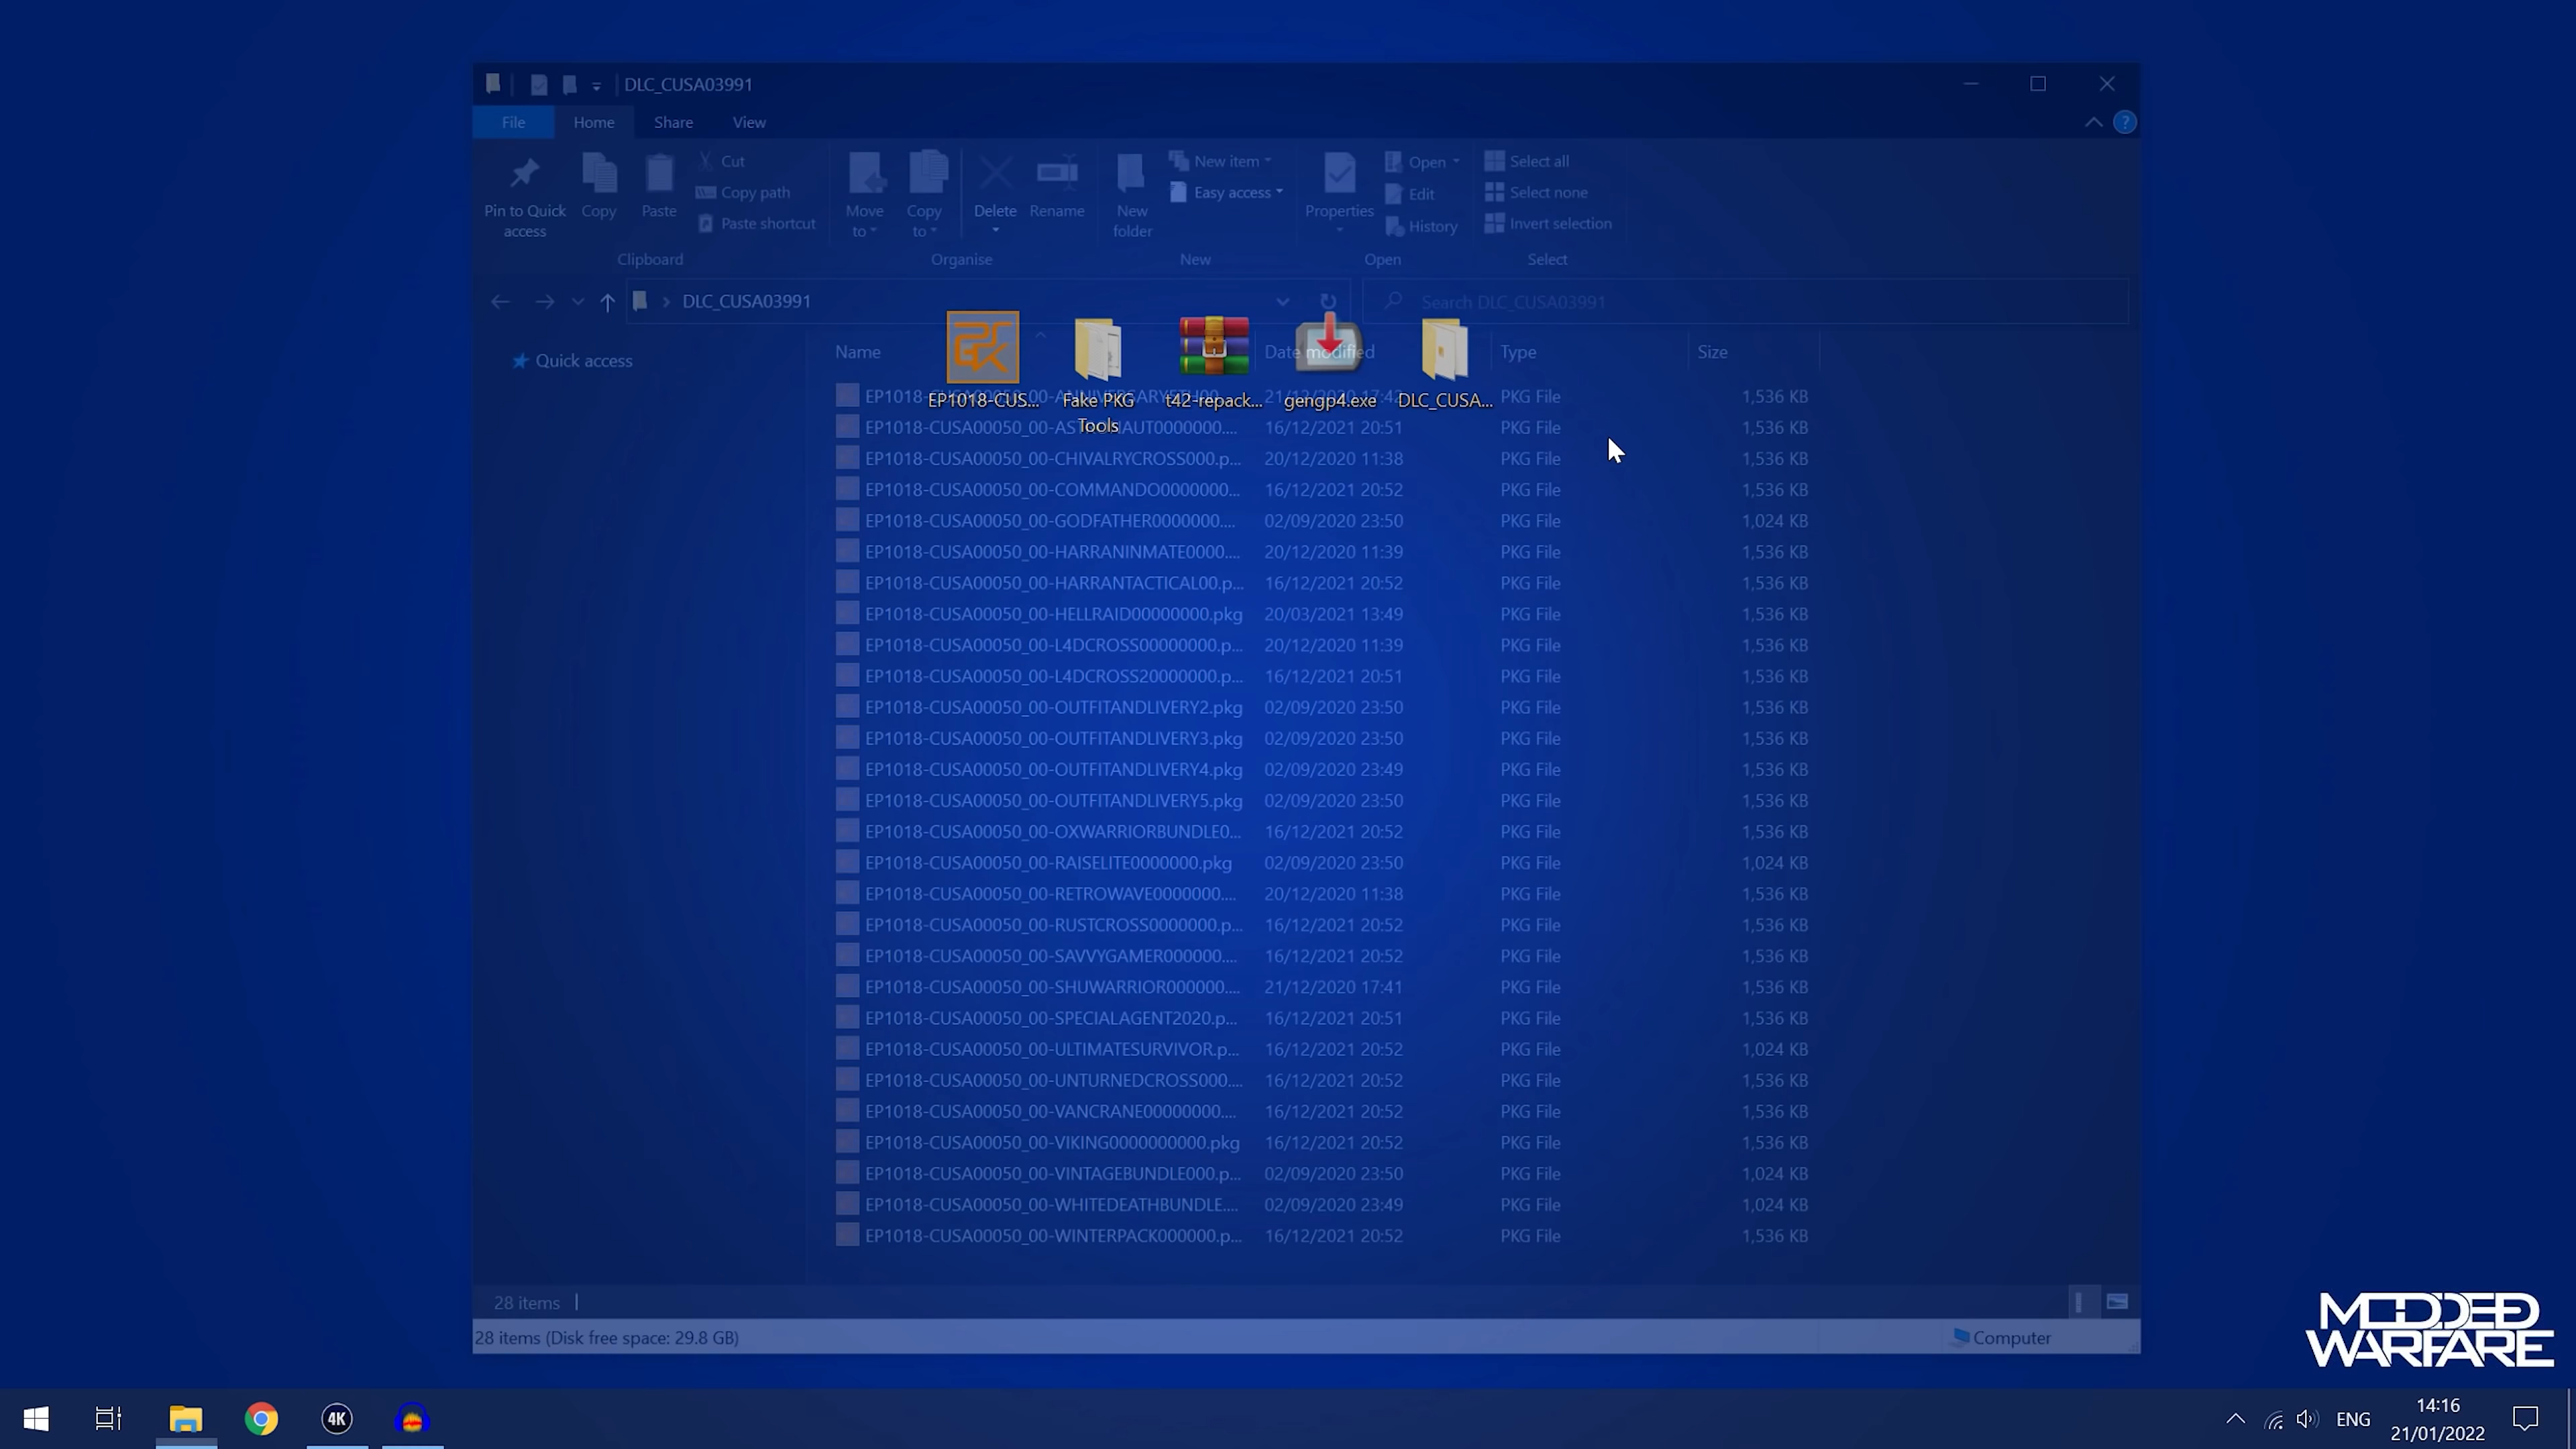 DLC_CUSA03991
File Home Share View
Pin to Quick access Copy Paste Cut Copy path Paste shortcut
Move to Copy to Delete Rename New folder New item Easy access
Properties Open Edit History Select all Select none Invert selection
Clipboard Organise New Open Select
DLC_CUSA03991 Search DLC_CUSA03991
Quick access
Name Date modified Type Size
EP1018-CUS... Fake PKG Tools t42-repack... gengp4.exe DLC_CUSA...
EP1018-CUSA00050_00-ANNIVERSARY5TH00... 21/12/2020 17:42 PKG File 1,536 KB
EP1018-CUSA00050_00-ASTRONAUT0000000.... 16/12/2021 20:51 PKG File 1,536 KB
EP1018-CUSA00050_00-CHIVALRYCROSS000.p... 20/12/2020 11:38 PKG File 1,536 KB
EP1018-CUSA00050_00-COMMANDO0000000... 16/12/2021 20:52 PKG File 1,536 KB
EP1018-CUSA00050_00-GODFATHER0000000.... 02/09/2020 23:50 PKG File 1,024 KB
EP1018-CUSA00050_00-HARRANINMATE0000.... 20/12/2020 11:39 PKG File 1,536 KB
EP1018-CUSA00050_00-HARRANTACTICAL00.p... 16/12/2021 20:52 PKG File 1,536 KB
EP1018-CUSA00050_00-HELLRAID00000000.pkg 20/03/2021 13:49 PKG File 1,536 KB
EP1018-CUSA00050_00-L4DCROSS00000000.p... 20/12/2020 11:39 PKG File 1,536 KB
EP1018-CUSA00050_00-L4DCROSS20000000.p... 16/12/2021 20:51 PKG File 1,536 KB
EP1018-CUSA00050_00-OUTFITANDLIVERY2.pkg 02/09/2020 23:50 PKG File 1,536 KB
EP1018-CUSA00050_00-OUTFITANDLIVERY3.pkg 02/09/2020 23:50 PKG File 1,536 KB
EP1018-CUSA00050_00-OUTFITANDLIVERY4.pkg 02/09/2020 23:49 PKG File 1,536 KB
EP1018-CUSA00050_00-OUTFITANDLIVERY5.pkg 02/09/2020 23:50 PKG File 1,536 KB
EP1018-CUSA00050_00-OXWARRIORBUNDLE0... 16/12/2021 20:52 PKG File 1,536 KB
EP1018-CUSA00050_00-RAISELITE0000000.pkg 02/09/2020 23:50 PKG File 1,024 KB
EP1018-CUSA00050_00-RETROWAVE0000000.... 20/12/2020 11:38 PKG File 1,536 KB
EP1018-CUSA00050_00-RUSTCROSS0000000.p... 16/12/2021 20:52 PKG File 1,536 KB
EP1018-CUSA00050_00-SAVVYGAMER000000.... 16/12/2021 20:52 PKG File 1,536 KB
EP1018-CUSA00050_00-SHUWARRIOR000000.... 21/12/2020 17:41 PKG File 1,536 KB
EP1018-CUSA00050_00-SPECIALAGENT2020.p... 16/12/2021 20:51 PKG File 1,536 KB
EP1018-CUSA00050_00-ULTIMATESURVIVOR.p... 16/12/2021 20:52 PKG File 1,024 KB
EP1018-CUSA00050_00-UNTURNEDCROSS000.... 16/12/2021 20:52 PKG File 1,536 KB
EP1018-CUSA00050_00-VANCRANE00000000.... 16/12/2021 20:52 PKG File 1,536 KB
EP1018-CUSA00050_00-VIKING0000000000.pkg 16/12/2021 20:52 PKG File 1,536 KB
EP1018-CUSA00050_00-VINTAGEBUNDLE000.p... 02/09/2020 23:50 PKG File 1,024 KB
EP1018-CUSA00050_00-WHITEDEATHBUNDLE.... 02/09/2020 23:49 PKG File 1,024 KB
EP1018-CUSA00050_00-WINTERPACK000000.p... 16/12/2021 20:52 PKG File 1,536 KB
28 items
28 items (Disk free space: 29.8 GB) Computer
MODDED
WARFARE
4K
ENG
14:16
21/01/2022